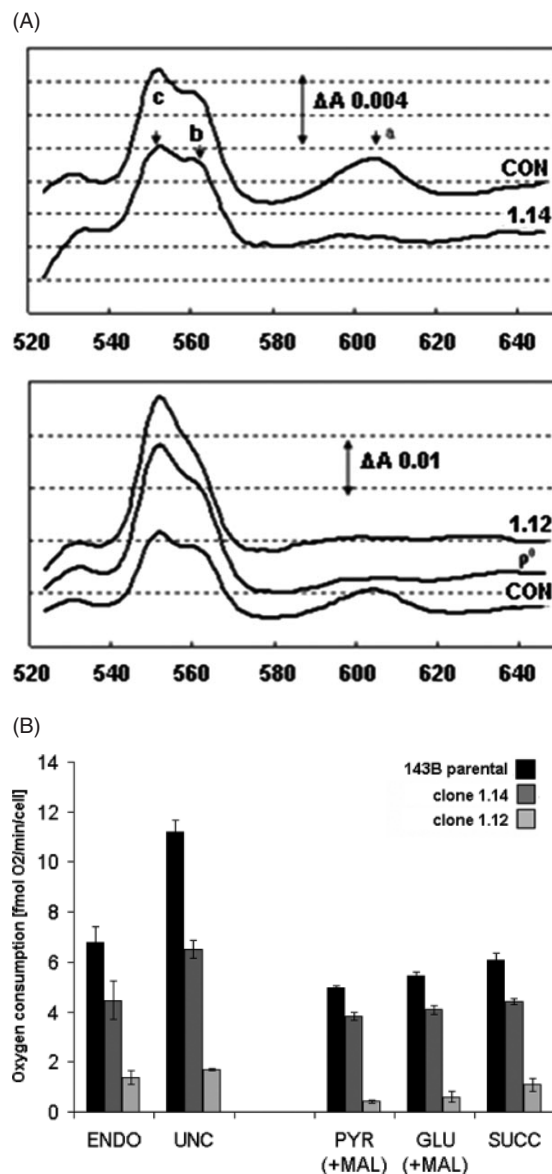 (A)
c
ΔA 0.004
b
a
CON
1.14
520 540 560 580 600 620 640
ΔA 0.01
1.12
ρ⁰
CON
520 540 560 580 600 620 640
(B)
14
143B parental
12
clone 1.14
clone 1.12
10
8
6
4
2
0
Oxygen consumption [fmol O2/min/cell]
ENDO UNC PYR GLU SUCC
(+MAL) (+MAL)